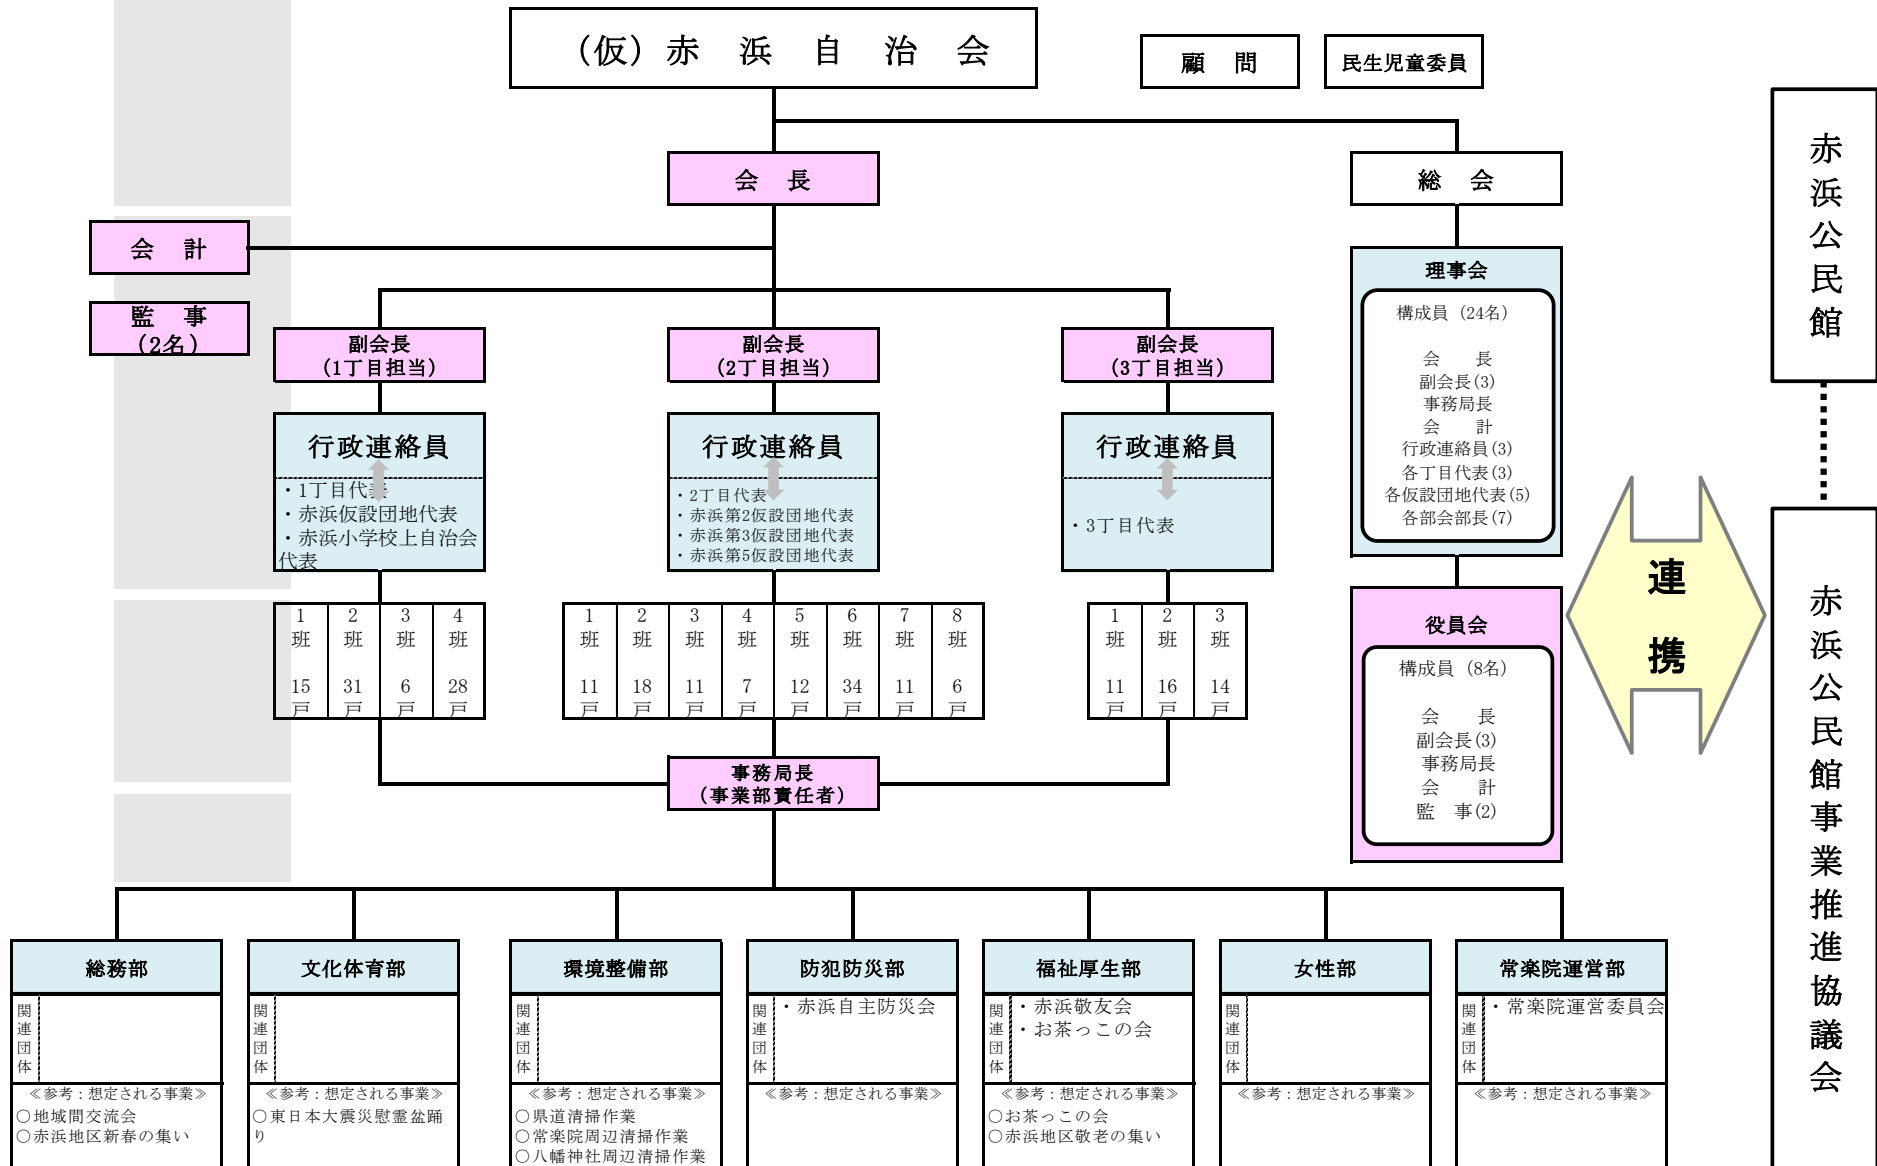 (仮) 赤 浜 自 治 会
顧 問
民生児童委員
会 長
総 会
会 計
監 事
(2名)
副会長
(1丁目担当)
副会長
(2丁目担当)
副会長
(3丁目担当)
行政連絡員
・1丁目代表
・赤浜仮設団地代表
・赤浜小学校上自治会
代表
行政連絡員
・2丁目代表
・赤浜第2仮設団地代表
・赤浜第3仮設団地代表
・赤浜第5仮設団地代表
行政連絡員
・3丁目代表
理事会
構成員 (24名)
会 長
副会長(3)
事務局長
会 計
行政連絡員(3)
各丁目代表(3)
各仮設団地代表(5)
各部会部長(7)
役員会
構成員 (8名)
会 長
副会長(3)
事務局長
会 計
監 事(2)
1班 15戸
2班 31戸
3班 6戸
4班 28戸
1班 11戸
2班 18戸
3班 11戸
4班 7戸
5班 12戸
6班 34戸
7班 11戸
8班 6戸
1班 11戸
2班 16戸
3班 14戸
事務局長
(事業部責任者)
連携
赤浜公民館
赤浜公民館事業推進協議会
総務部
関連団体
≪参考：想定される事業≫
○地域間交流会
○赤浜地区新春の集い
文化体育部
関連団体
≪参考：想定される事業≫
○東日本大震災慰霊盆踊
り
環境整備部
関連団体
≪参考：想定される事業≫
○県道清掃作業
○常楽院周辺清掃作業
○八幡神社周辺清掃作業
防犯防災部
関連団体
・赤浜自主防災会
≪参考：想定される事業≫
福祉厚生部
関連団体
・赤浜敬友会
・お茶っこの会
≪参考：想定される事業≫
○お茶っこの会
○赤浜地区敬老の集い
女性部
関連団体
≪参考：想定される事業≫
常楽院運営部
関連団体
・常楽院運営委員会
≪参考：想定される事業≫